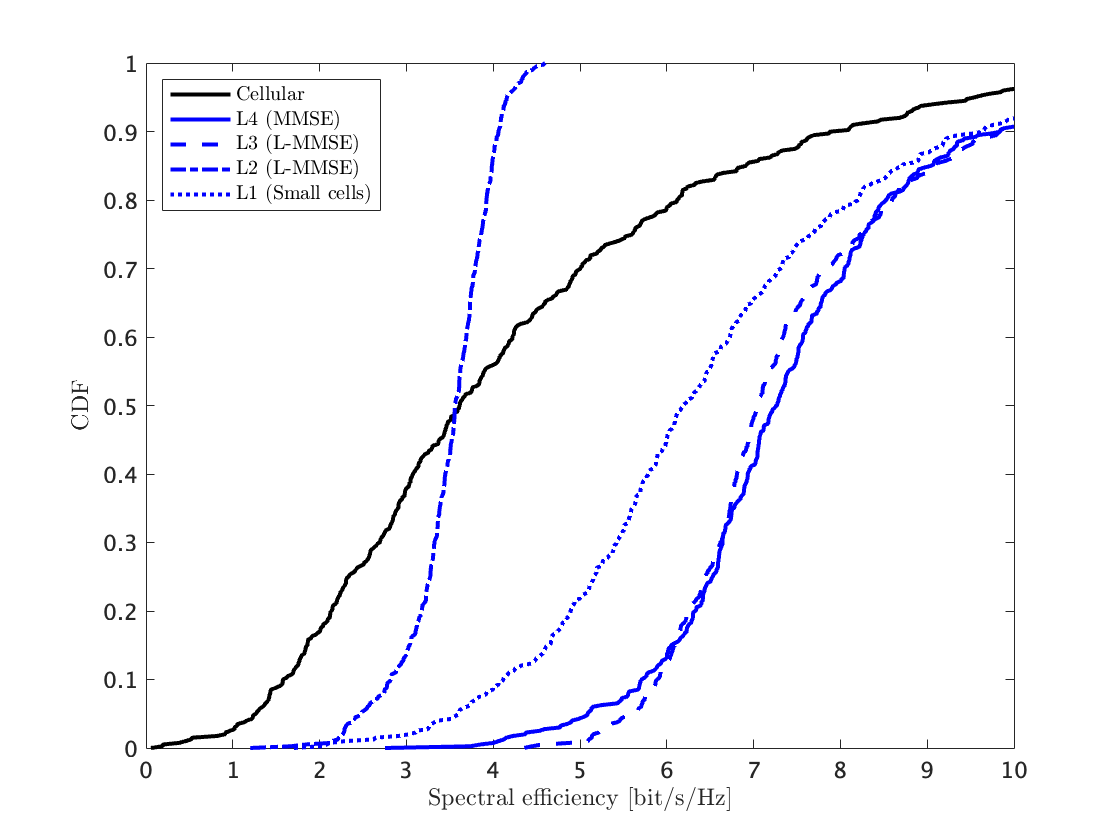 1
0.9
0.8
0.7
0.6
0.5
0.4
0.3
0.2
0.1
0
CDF
Cellular
L4 (MMSE)
L3 (L-MMSE)
L2 (L-MMSE)
L1 (Small cells)
0 1 2 3 4 5 6 7 8 9 10
Spectral efficiency [bit/s/Hz]